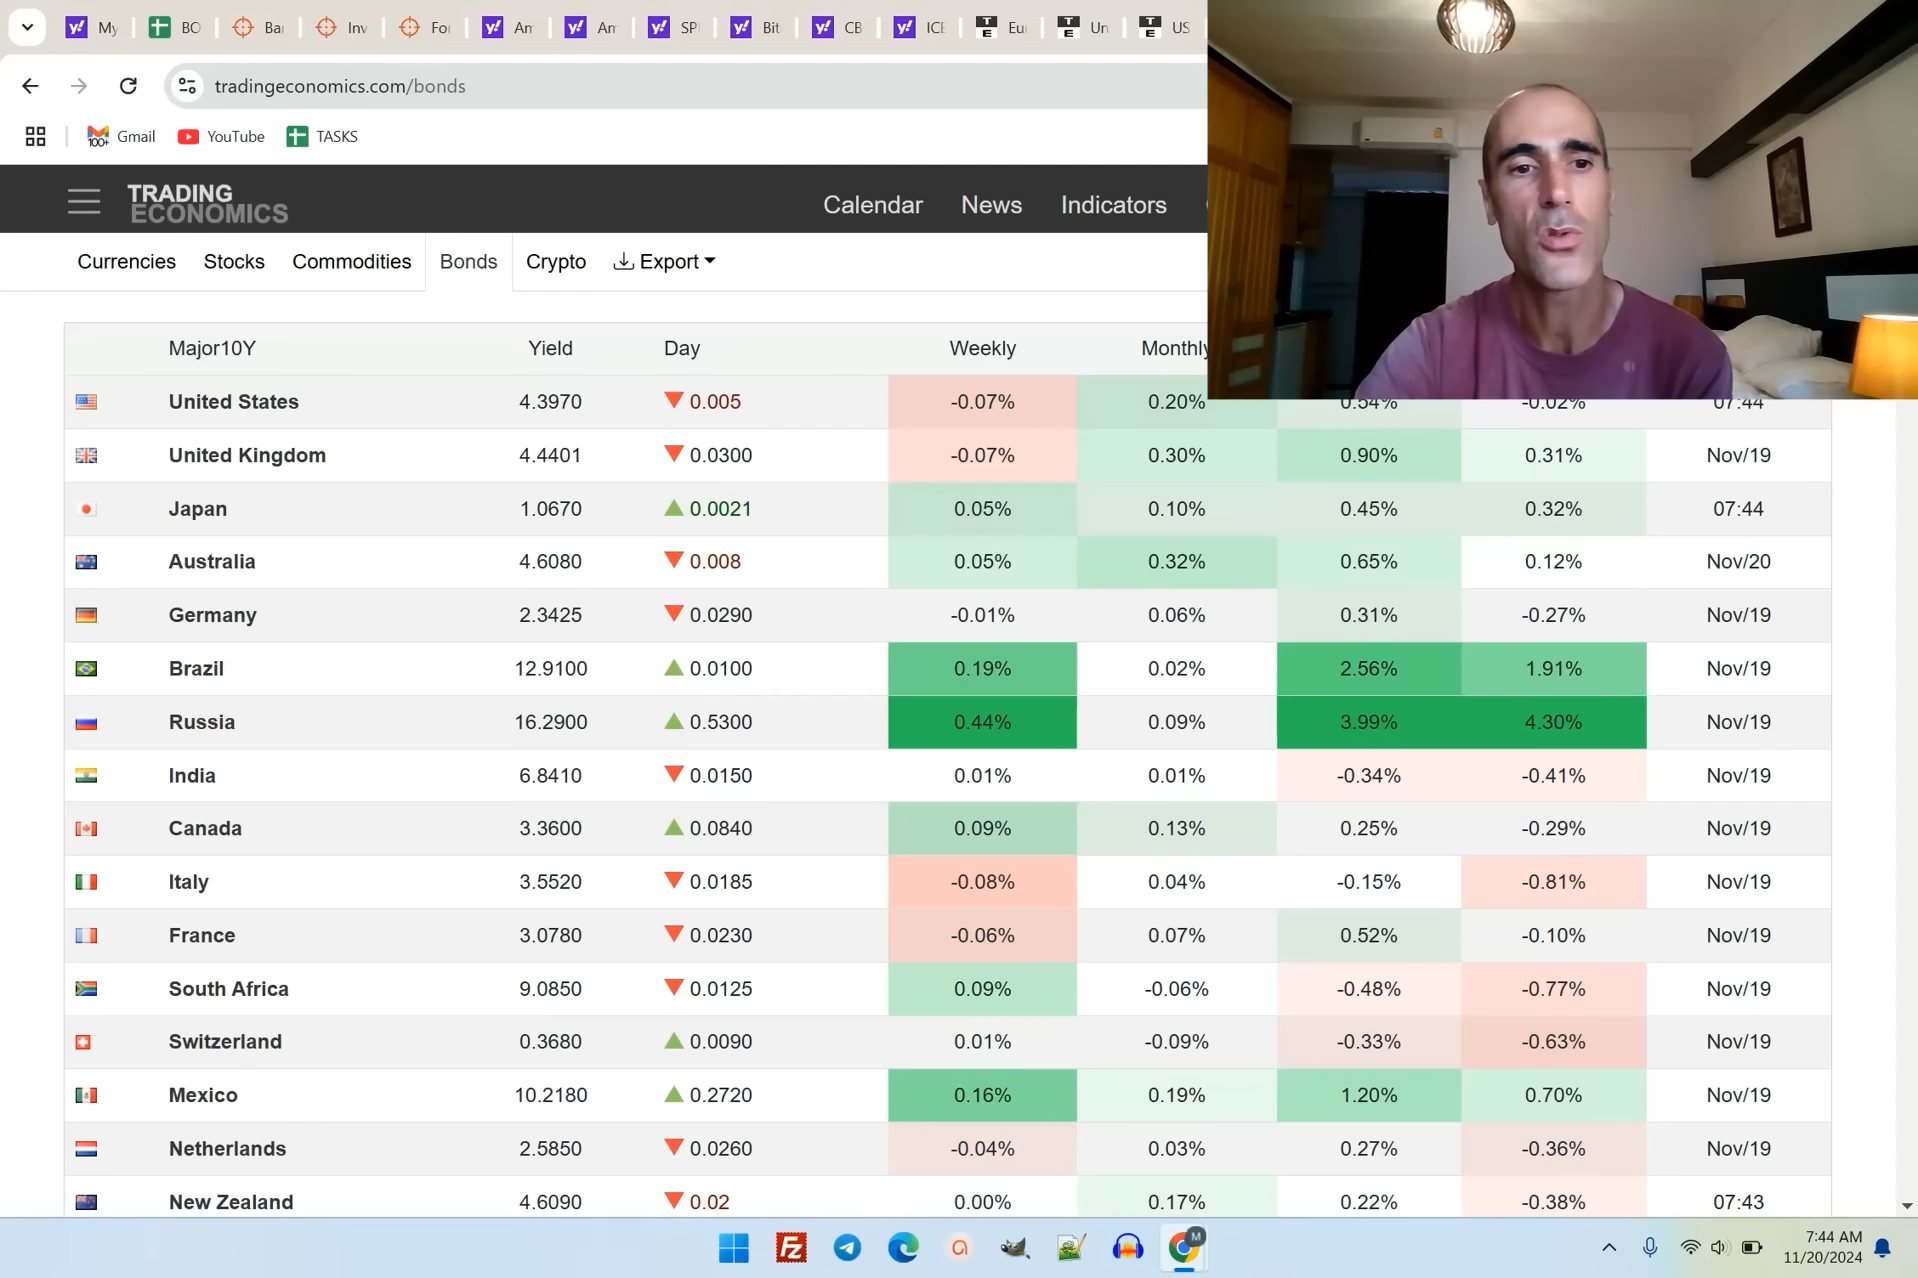 My BO Ba Inv Fo An An SP Bit CB ICE Eu Un US
tradingeconomics.com/bonds
Gmail YouTube TASKS
TRADING
ECONOMICS
Calendar News Indicators
Currencies Stocks Commodities Bonds Crypto Export
Major10Y Yield Day Weekly Monthly
United States 4.3970 0.005 -0.07% 0.20% 0.54% -0.02% 07:44
United Kingdom 4.4401 0.0300 -0.07% 0.30% 0.90% 0.31% Nov/19
Japan 1.0670 0.0021 0.05% 0.10% 0.45% 0.32% 07:44
Australia 4.6080 0.008 0.05% 0.32% 0.65% 0.12% Nov/20
Germany 2.3425 0.0290 -0.01% 0.06% 0.31% -0.27% Nov/19
Brazil 12.9100 0.0100 0.19% 0.02% 2.56% 1.91% Nov/19
Russia 16.2900 0.5300 0.44% 0.09% 3.99% 4.30% Nov/19
India 6.8410 0.0150 0.01% 0.01% -0.34% -0.41% Nov/19
Canada 3.3600 0.0840 0.09% 0.13% 0.25% -0.29% Nov/19
Italy 3.5520 0.0185 -0.08% 0.04% -0.15% -0.81% Nov/19
France 3.0780 0.0230 -0.06% 0.07% 0.52% -0.10% Nov/19
South Africa 9.0850 0.0125 0.09% -0.06% -0.48% -0.77% Nov/19
Switzerland 0.3680 0.0090 0.01% -0.09% -0.33% -0.63% Nov/19
Mexico 10.2180 0.2720 0.16% 0.19% 1.20% 0.70% Nov/19
Netherlands 2.5850 0.0260 -0.04% 0.03% 0.27% -0.36% Nov/19
New Zealand 4.6090 0.02 0.00% 0.17% 0.22% -0.38% 07:43
7:44 AM
11/20/2024